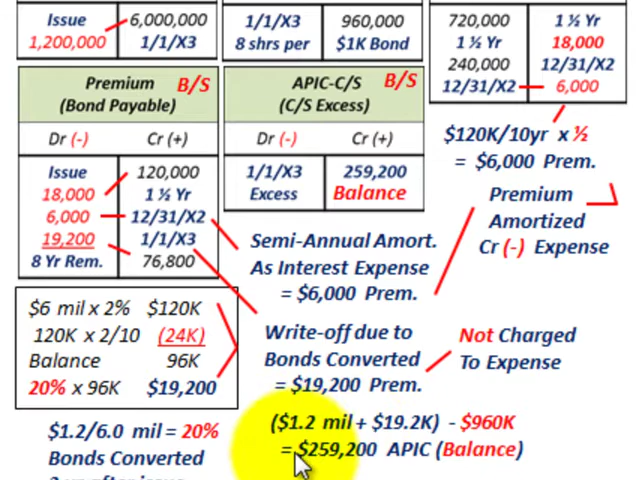 Issue 6,000,000
1,200,000 1/1/X3
1/1/X3 960,000
8 shrs per $1K Bond
720,000 1 ½ Yr
1 ½ Yr 18,000
240,000 12/31/X2
12/31/X2 6,000
Premium B/S
(Bond Payable)
Dr (-) Cr (+)
Issue 120,000
18,000 1 ½ Yr
6,000 12/31/X2
19,200 1/1/X3
8 Yr Rem. 76,800
APIC-C/S B/S
(C/S Excess)
Dr (-) Cr (+)
1/1/X3 259,200
Excess Balance
$120K/10yr x ½
= $6,000 Prem.
Premium
Amortized
Cr (-) Expense
Semi-Annual Amort.
As Interest Expense
= $6,000 Prem.
$6 mil x 2% $120K
120K x 2/10 (24K)
Balance 96K
20% x 96K $19,200
Write-off due to
Bonds Converted
= $19,200 Prem.
Not Charged
To Expense
$1.2/6.0 mil = 20%
Bonds Converted
($1.2 mil + $19.2K) - $960K
= $259,200 APIC (Balance)